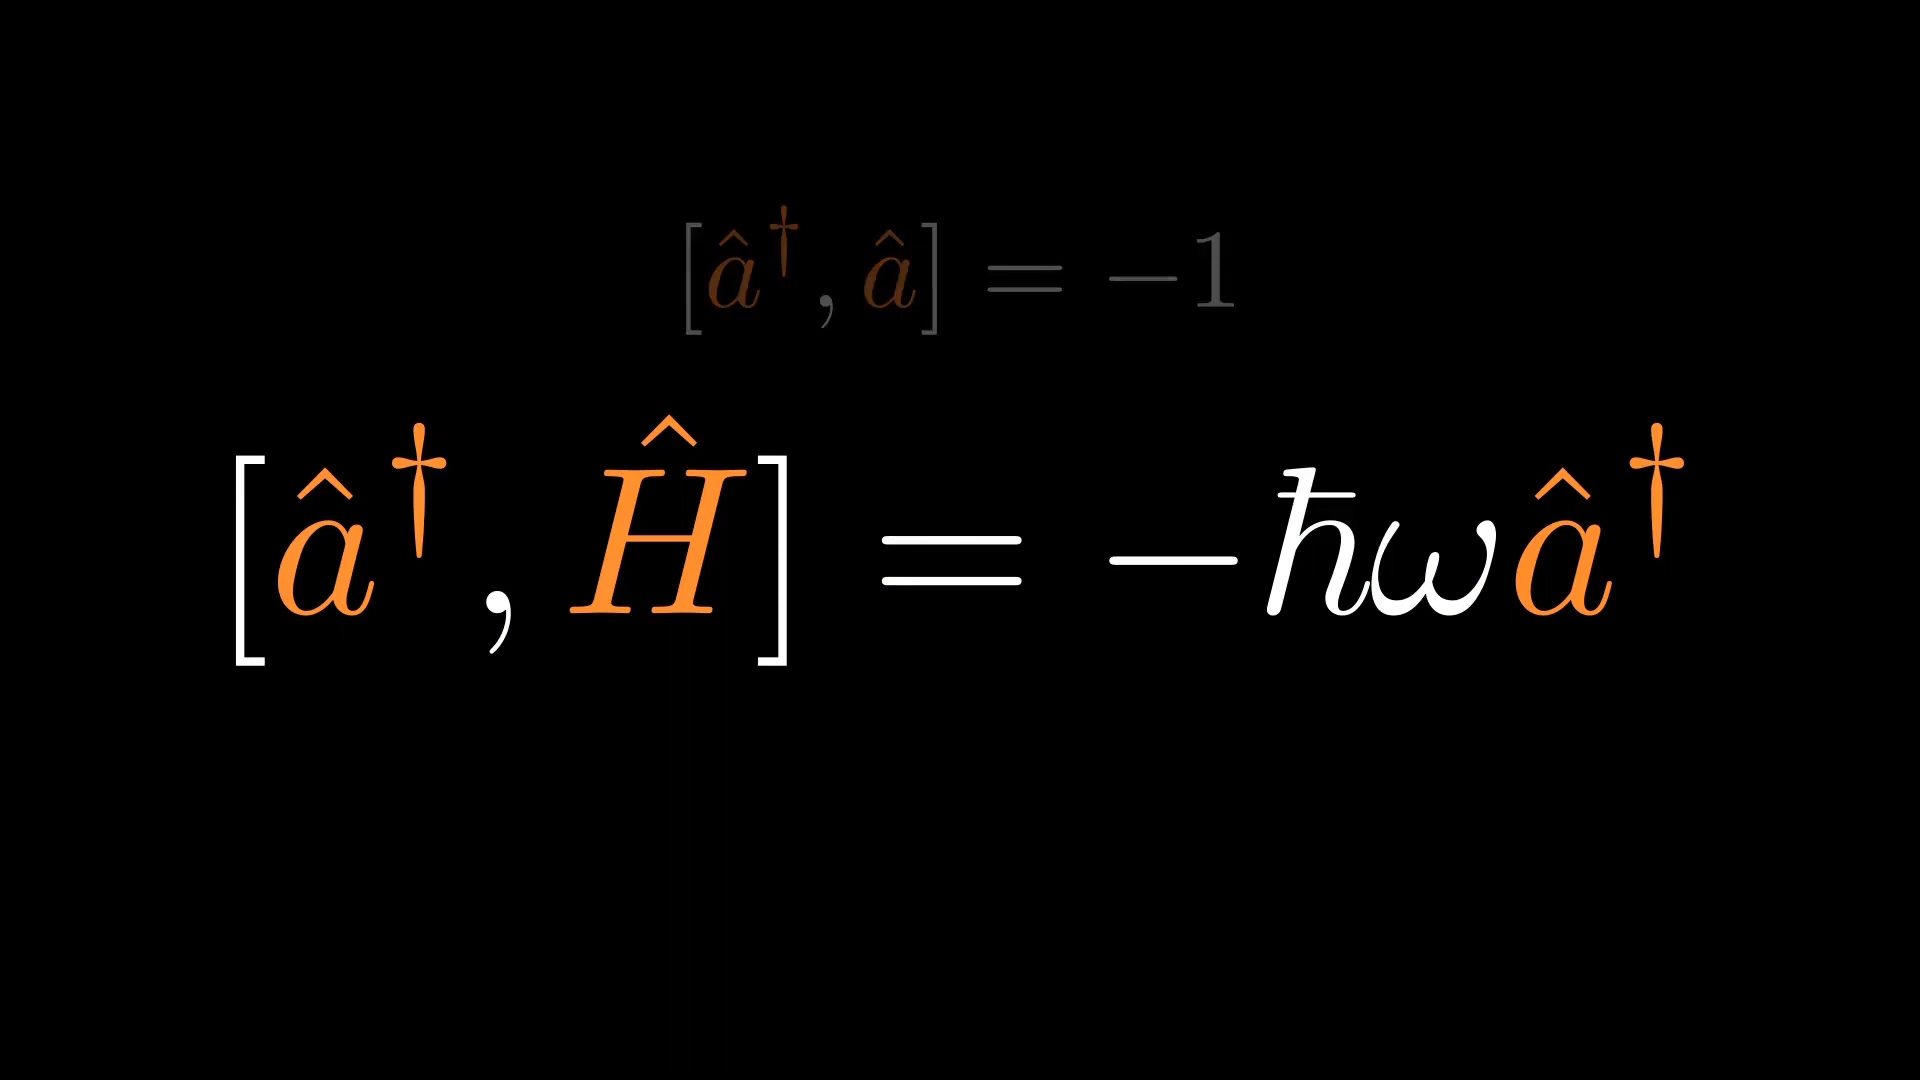 [â†, â] = −1
[â†, Ĥ] = −ℏωâ†